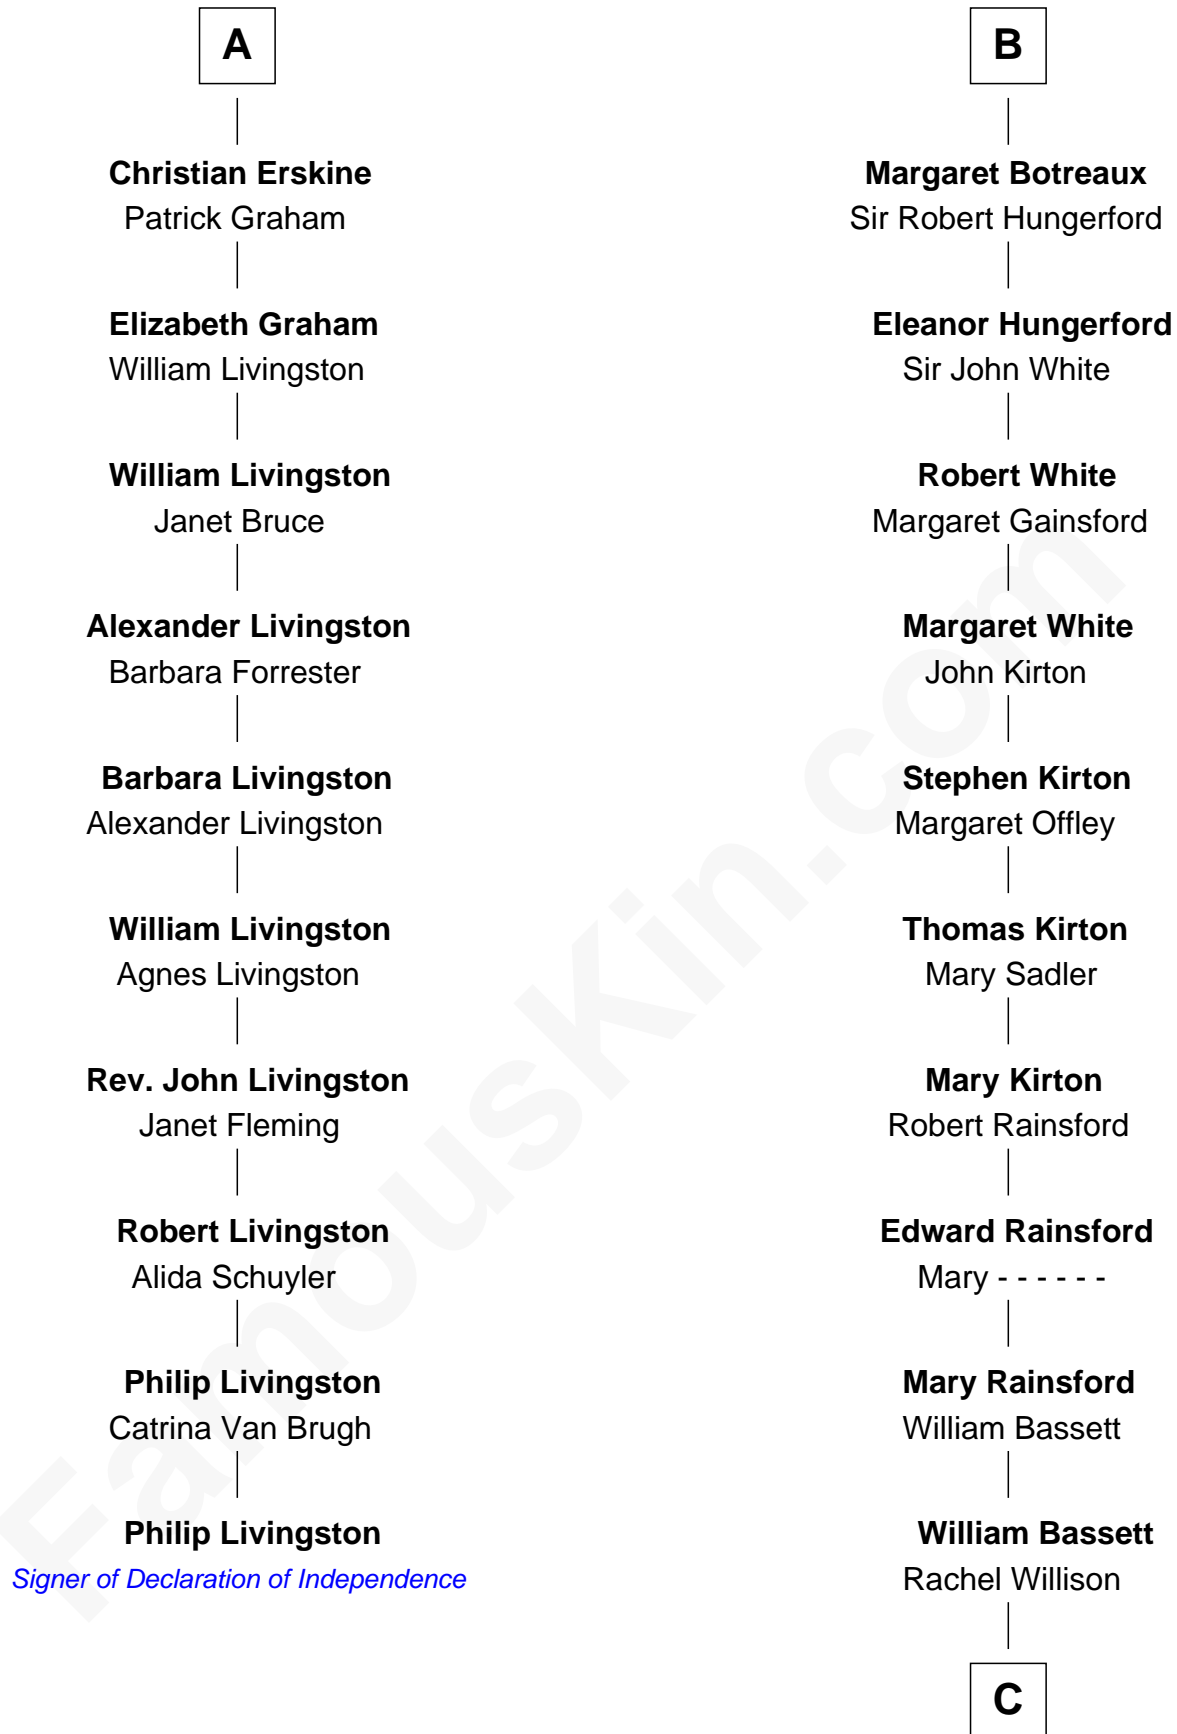 A
Christian Erskine
Patrick Graham
Elizabeth Graham
William Livingston
William Livingston
Janet Bruce
Alexander Livingston
Barbara Forrester
Barbara Livingston
Alexander Livingston
William Livingston
Agnes Livingston
Rev. John Livingston
Janet Fleming
Robert Livingston
Alida Schuyler
Philip Livingston
Catrina Van Brugh
Philip Livingston
Signer of Declaration of Independence
B
Margaret Botreaux
Sir Robert Hungerford
Eleanor Hungerford
Sir John White
Robert White
Margaret Gainsford
Margaret White
John Kirton
Stephen Kirton
Margaret Offley
Thomas Kirton
Mary Sadler
Mary Kirton
Robert Rainsford
Edward Rainsford
Mary - - - - - -
Mary Rainsford
William Bassett
William Bassett
Rachel Willison
C
FamousKin.com